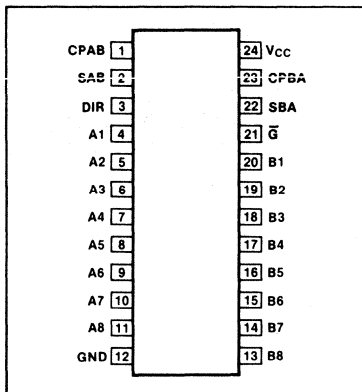 CPAB 1 24 VCC
SAB 2 23 CPBA
DIR 3 22 SBA
A1 4 21 G̅
A2 5 20 B1
A3 6 19 B2
A4 7 18 B3
A5 8 17 B4
A6 9 16 B5
A7 10 15 B6
A8 11 14 B7
GND 12 13 B8